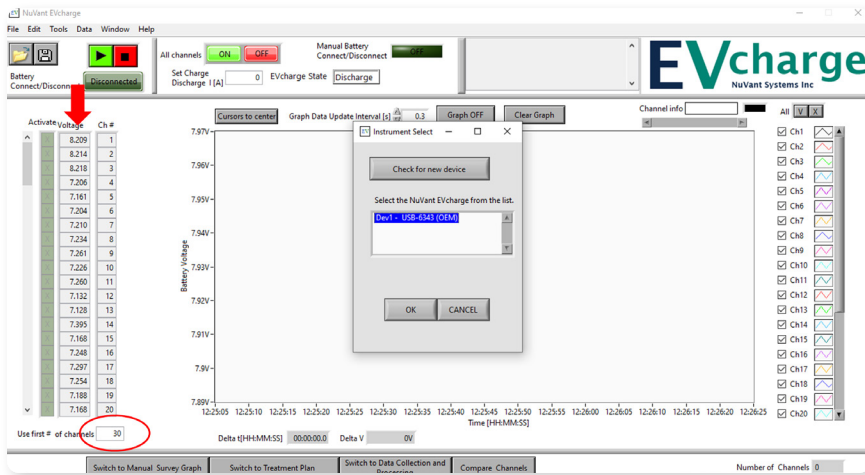 NuVant EVcharge
File Edit Tools Data Window Help
All channels ON OFF
Manual Battery
Connect/Disconnect OFF
Battery
Connect/Disconnect Disconnected
Set Charge
Discharge I [A] 0 EVcharge State Discharge
EVcharge
NuVant Systems Inc
Cursors to center Graph Data Update Interval [s] 0.3 Graph OFF Clear Graph
Channel info All V X
Activate Voltage Ch #
X 8.209 1
X 8.214 2
X 8.218 3
X 7.206 4
X 7.161 5
X 7.204 6
X 7.210 7
X 7.234 8
X 7.261 9
X 7.226 10
X 7.260 11
X 7.132 12
X 7.128 13
X 7.395 14
X 7.168 15
X 7.248 16
X 7.297 17
X 7.254 18
X 7.188 19
X 7.168 20
Use first # of channels 30
Battery Voltage
7.97V
7.96V
7.95V
7.94V
7.93V
7.92V
7.91V
7.9V
7.89V
12:25:05 12:25:10 12:25:15 12:25:20 12:25:25 12:25:30 12:25:35 12:25:40 12:25:45 12:25:50 12:25:55 12:26:00 12:26:05 12:26:10 12:26:15 12:26:20 12:26:25
Time [HH:MM:SS]
Delta t[HH:MM:SS] 00:00:00.0 Delta V 0V
Instrument Select
Check for new device
Select the NuVant EVcharge from the list.
Dev1 - USB-6343 (OEM)
OK CANCEL
Ch1
Ch2
Ch3
Ch4
Ch5
Ch6
Ch7
Ch8
Ch9
Ch10
Ch11
Ch12
Ch13
Ch14
Ch15
Ch16
Ch17
Ch18
Ch19
Ch20
Switch to Manual Survey Graph Switch to Treatment Plan Switch to Data Collection and
Processing Compare Channels Number of Channels 0